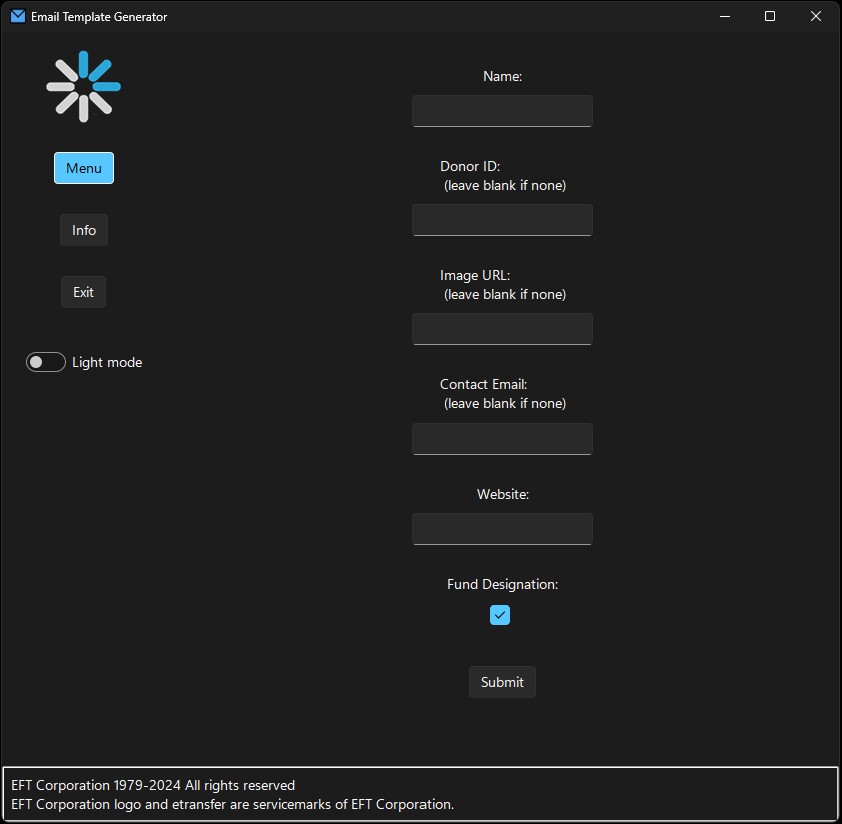 Email Template Generator
Menu
Info
Exit
Light mode
Name:
Donor ID:
(leave blank if none)
Image URL:
(leave blank if none)
Contact Email:
(leave blank if none)
Website:
Fund Designation:
Submit
EFT Corporation 1979-2024 All rights reserved
EFT Corporation logo and etransfer are servicemarks of EFT Corporation.